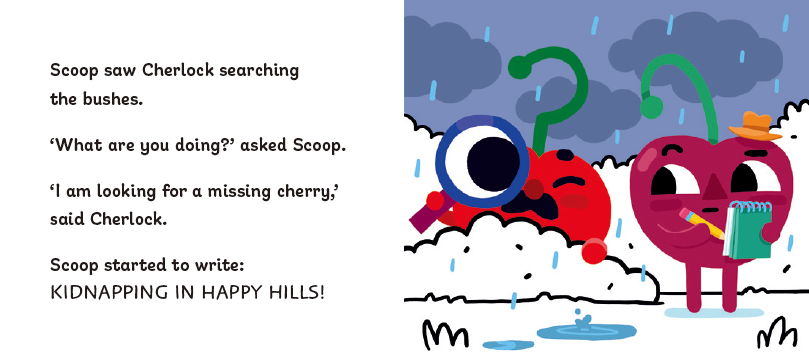 Scoop saw Cherlock searching
the bushes.
‘What are you doing?’ asked Scoop.
‘I am looking for a missing cherry,’
said Cherlock.
Scoop started to write:
KIDNAPPING IN HAPPY HILLS!